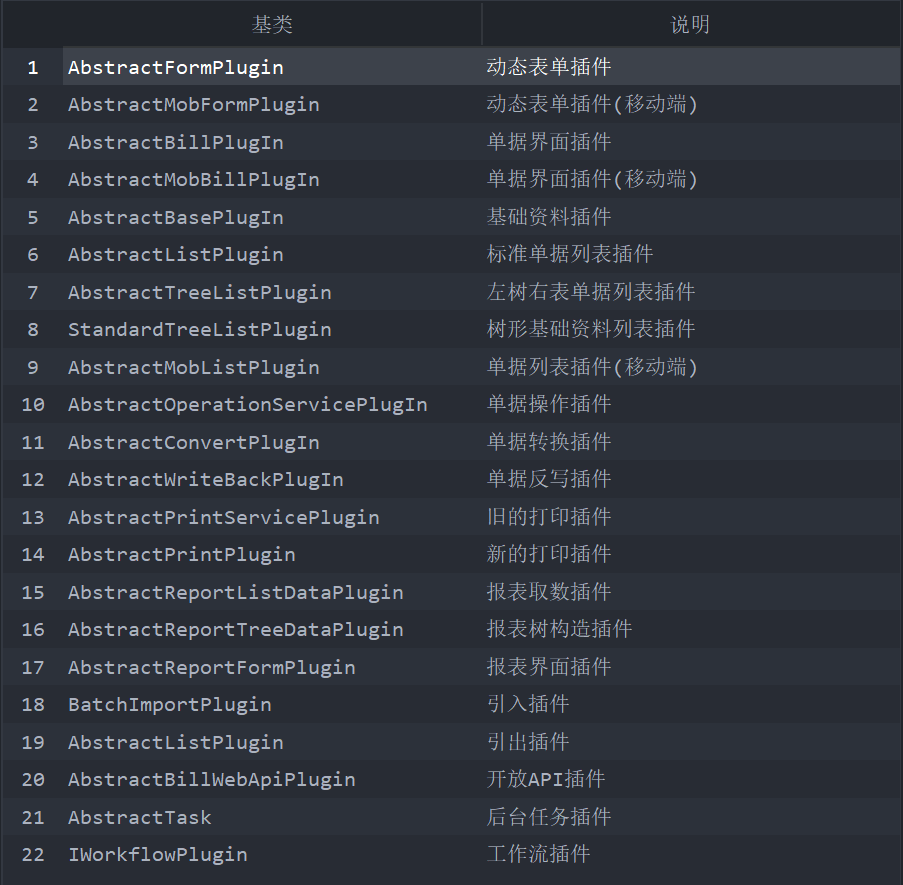 基类 说明
1 AbstractFormPlugin 动态表单插件
2 AbstractMobFormPlugin 动态表单插件(移动端)
3 AbstractBillPlugIn 单据界面插件
4 AbstractMobBillPlugIn 单据界面插件(移动端)
5 AbstractBasePlugIn 基础资料插件
6 AbstractListPlugin 标准单据列表插件
7 AbstractTreeListPlugin 左树右表单据列表插件
8 StandardTreeListPlugin 树形基础资料列表插件
9 AbstractMobListPlugin 单据列表插件(移动端)
10 AbstractOperationServicePlugIn 单据操作插件
11 AbstractConvertPlugIn 单据转换插件
12 AbstractWriteBackPlugIn 单据反写插件
13 AbstractPrintServicePlugin 旧的打印插件
14 AbstractPrintPlugin 新的打印插件
15 AbstractReportListDataPlugin 报表取数插件
16 AbstractReportTreeDataPlugin 报表树构造插件
17 AbstractReportFormPlugin 报表界面插件
18 BatchImportPlugin 引入插件
19 AbstractListPlugin 引出插件
20 AbstractBillWebApiPlugin 开放API插件
21 AbstractTask 后台任务插件
22 IWorkflowPlugin 工作流插件